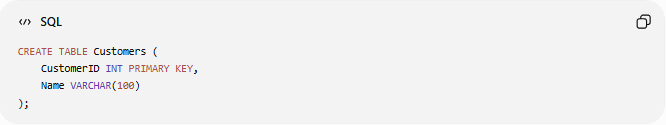 SQL
CREATE TABLE Customers (
    CustomerID INT PRIMARY KEY,
    Name VARCHAR(100)
);